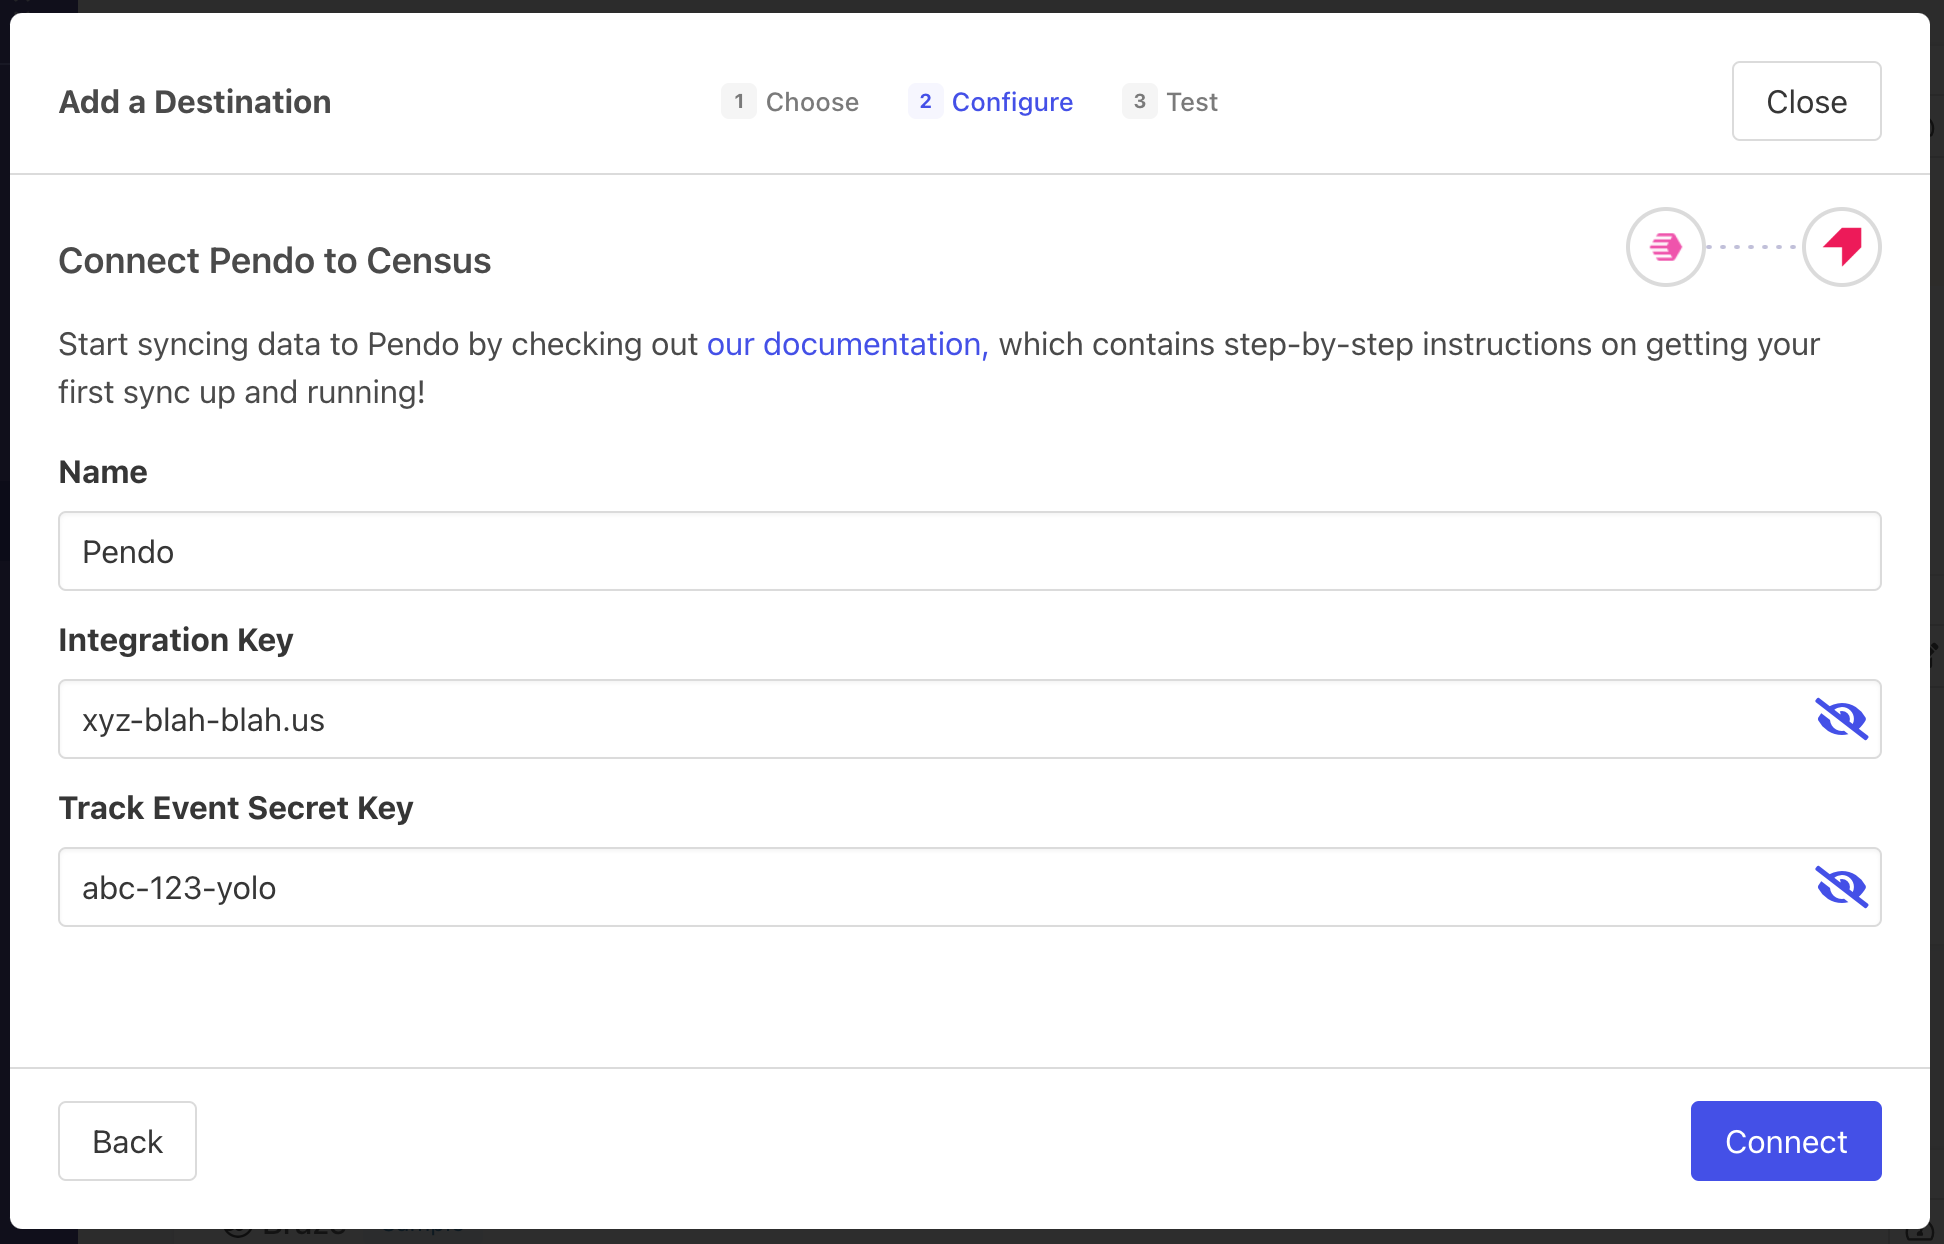 Add a Destination
1 Choose
2 Configure
3 Test
Close
Connect Pendo to Census
Start syncing data to Pendo by checking out our documentation, which contains step-by-step instructions on getting your
first sync up and running!
Name
Pendo
Integration Key
xyz-blah-blah.us
Track Event Secret Key
abc-123-yolo
Back
Connect